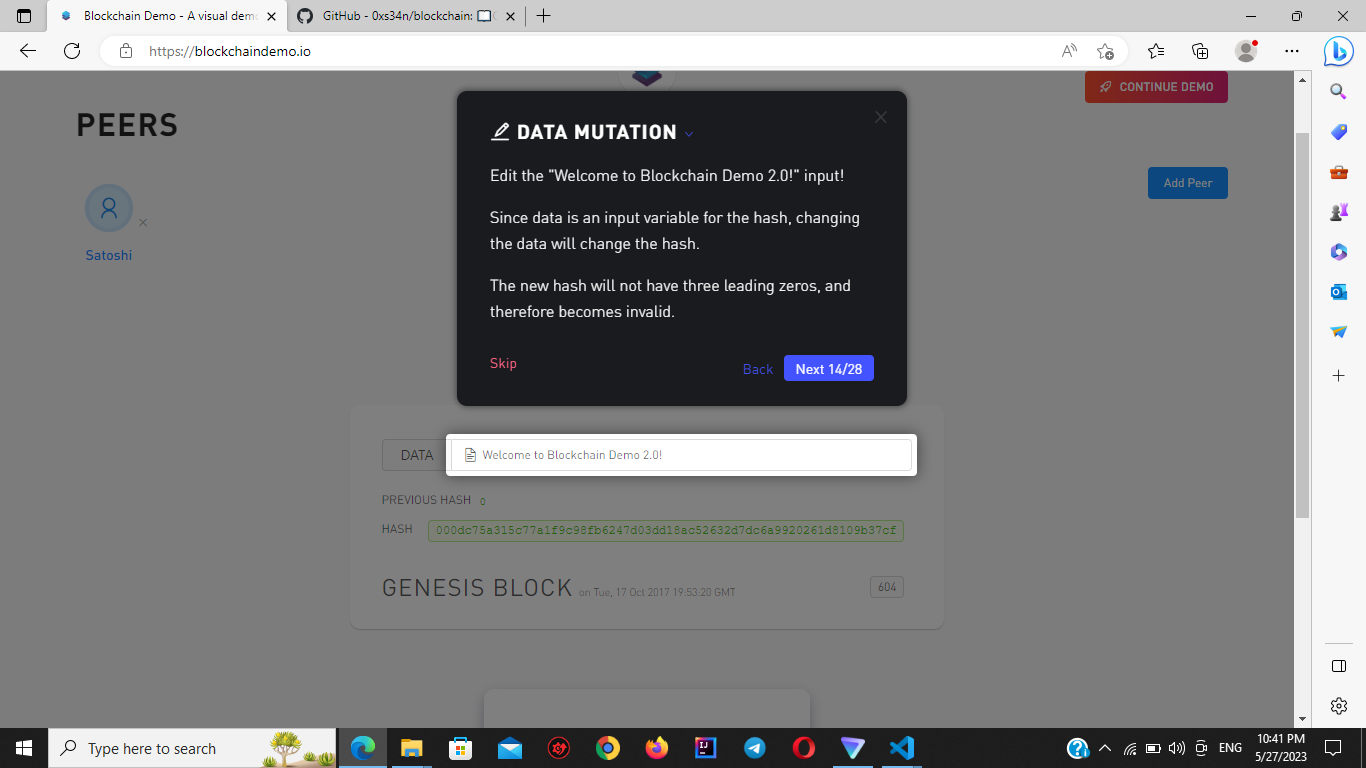 Blockchain Demo - A visual demo
GitHub - 0xs34n/blockchain:
https://blockchaindemo.io
CONTINUE DEMO
PEERS
Add Peer
Satoshi
DATA MUTATION
Edit the "Welcome to Blockchain Demo 2.0!" input!
Since data is an input variable for the hash, changing
the data will change the hash.
The new hash will not have three leading zeros, and
therefore becomes invalid.
Skip
Back
Next 14/28
DATA
Welcome to Blockchain Demo 2.0!
PREVIOUS HASH 0
HASH 000dc75a315c77a1f9c98fb6247d03dd18ac52632d7dc6a9920261d8109b37cf
GENESIS BLOCK on Tue, 17 Oct 2017 19:53:20 GMT
604
Type here to search
ENG
10:41 PM
5/27/2023